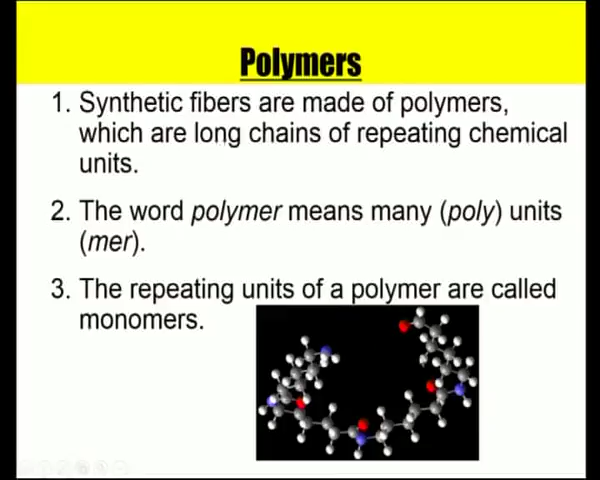 Polymers
1. Synthetic fibers are made of polymers,
which are long chains of repeating chemical
units.
2. The word polymer means many (poly) units
(mer).
3. The repeating units of a polymer are called
monomers.